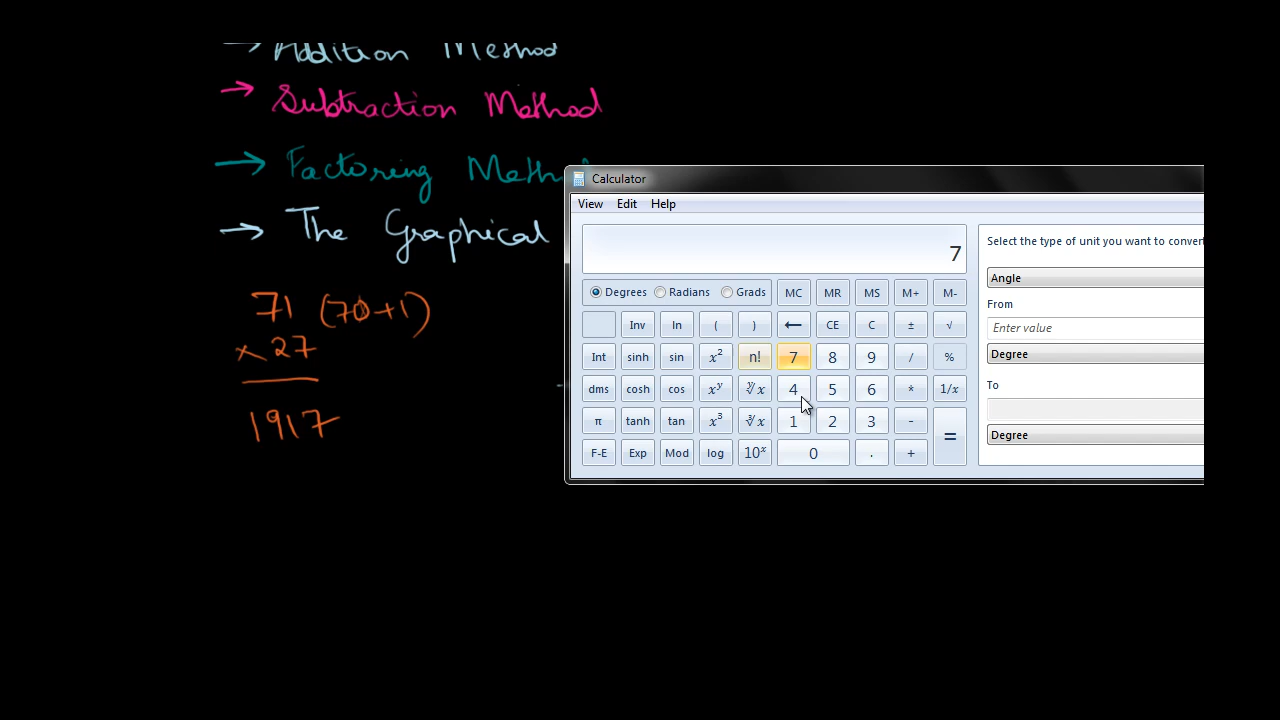 → Addition Method
→ Subtraction Method
→ Factoring Meth
→ The Graphical
71 (70+1)
× 27
1917
Calculator
View Edit Help
7
Degrees Radians Grads MC MR MS M+ M-
Inv ln ( ) ← CE C ± √
Int sinh sin x² n! 7 8 9 / %
dms cosh cos xʸ ʸ√x 4 5 6 * 1/x
π tanh tan x³ ³√x 1 2 3 - =
F-E Exp Mod log 10ˣ 0 . +
Select the type of unit you want to convert
Angle
From
Enter value
Degree
To
Degree